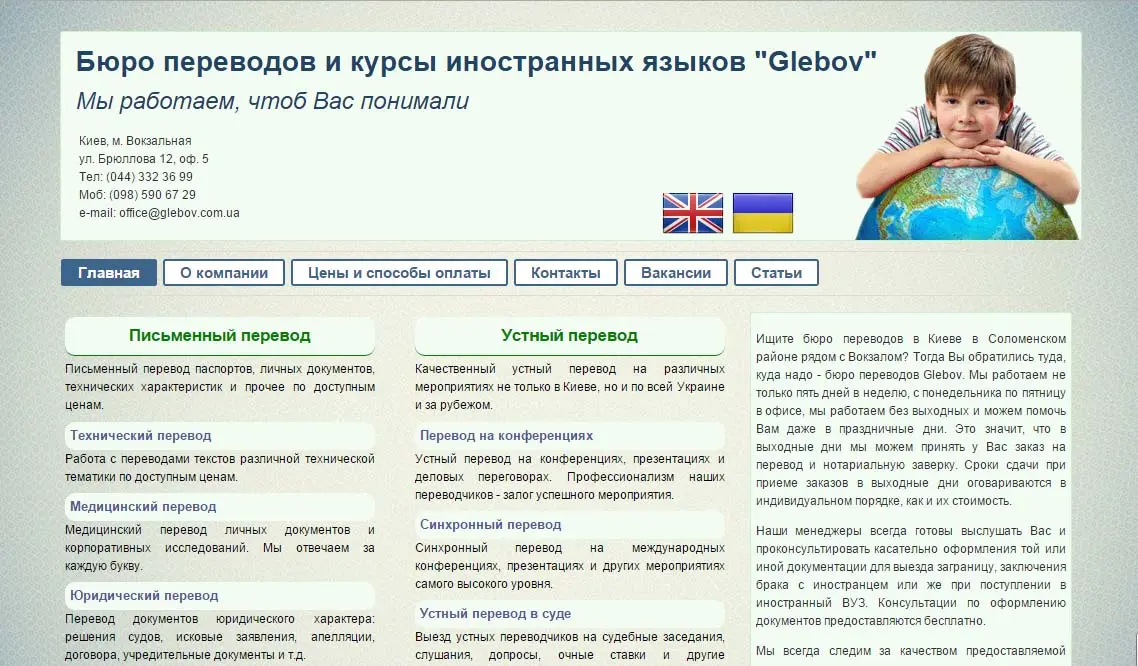 Бюро переводов и курсы иностранных языков "Glebov"
Мы работаем, чтоб Вас понимали
Киев, м. Вокзальная
ул. Брюллова 12, оф. 5
Тел: (044) 332 36 99
Моб: (098) 590 67 29
e-mail: office@glebov.com.ua
Главная
О компании
Цены и способы оплаты
Контакты
Вакансии
Статьи
Письменный перевод
Письменный перевод паспортов, личных документов,
технических характеристик и прочее по доступным
ценам.
Технический перевод
Работа с переводами текстов различной технической
тематики по доступным ценам.
Медицинский перевод
Медицинский перевод личных документов и
корпоративных исследований. Мы отвечаем за
каждую букву.
Юридический перевод
Перевод документов юридического характера:
решения судов, исковые заявления, апелляции,
договора, учредительные документы и т.д.
Устный перевод
Качественный устный перевод на различных
мероприятиях не только в Киеве, но и по всей Украине
и за рубежом.
Перевод на конференциях
Устный перевод на конференциях, презентациях и
деловых переговорах. Профессионализм наших
переводчиков - залог успешного мероприятия.
Синхронный перевод
Синхронный перевод на международных
конференциях, презентациях и других мероприятиях
самого высокого уровня.
Устный перевод в суде
Выезд устных переводчиков на судебные заседания,
слушания, допросы, очные ставки и другие
Ищите бюро переводов в Киеве в Соломенском
районе рядом с Вокзалом? Тогда Вы обратились туда,
куда надо - бюро переводов Glebov. Мы работаем не
только пять дней в неделю, с понедельника по пятницу
в офисе, мы работаем без выходных и можем помочь
Вам даже в праздничные дни. Это значит, что в
выходные дни мы можем принять у Вас заказ на
перевод и нотариальную заверку. Сроки сдачи при
приеме заказов в выходные дни оговариваются в
индивидуальном порядке, как и их стоимость.
Наши менеджеры всегда готовы выслушать Вас и
проконсультировать касательно оформления той или
иной документации для выезда заграницу, заключения
брака с иностранцем или же при поступлении в
иностранный ВУЗ. Консультации по оформлению
документов предоставляются бесплатно.
Мы всегда следим за качеством предоставляемой